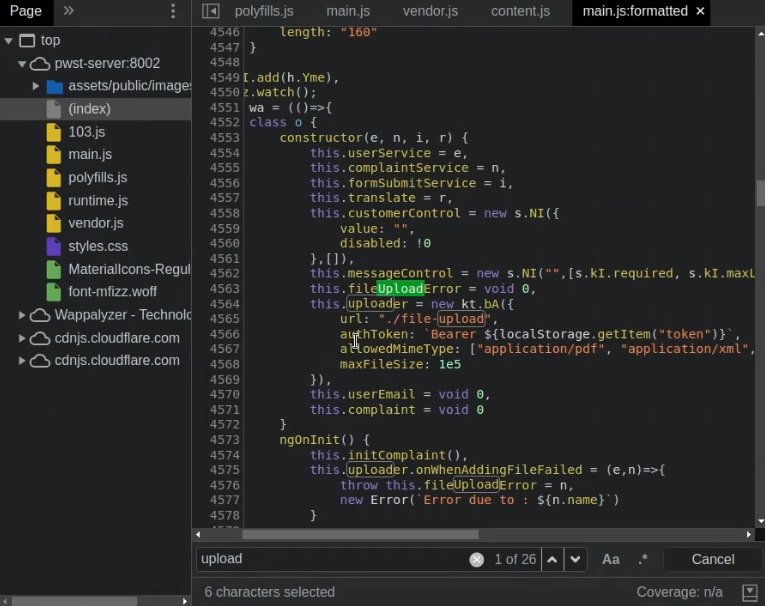 Page
polyfills.js main.js vendor.js content.js main.js:formatted
top
pwst-server:8002
assets/public/images
(index)
103.js
main.js
polyfills.js
runtime.js
vendor.js
styles.css
MaterialIcons-Regul
font-mfizz.woff
Wappalyzer - Technolo
cdnjs.cloudflare.com
cdnjs.cloudflare.com
4546 length: "160"
4547 }
4548
4549 I.add(h.Yme),
4550 z.watch();
4551 wa = (()=>{
4552 class o {
4553 constructor(e, n, i, r) {
4554 this.userService = e,
4555 this.complaintService = n,
4556 this.formSubmitService = i,
4557 this.translate = r,
4558 this.customerControl = new s.NI({
4559 value: "",
4560 disabled: !0
4561 },[]),
4562 this.messageControl = new s.NI("",[s.kI.required, s.kI.maxL
4563 this.fileUploadError = void 0,
4564 this.uploader = new kt.bA({
4565 url: "./file-upload",
4566 authToken: `Bearer ${localStorage.getItem("token")}`,
4567 allowedMimeType: ["application/pdf", "application/xml",
4568 maxFileSize: 1e5
4569 }),
4570 this.userEmail = void 0,
4571 this.complaint = void 0
4572 }
4573 ngOnInit() {
4574 this.initComplaint(),
4575 this.uploader.onWhenAddingFileFailed = (e,n)=>{
4576 throw this.fileUploadError = n,
4577 new Error(`Error due to : ${n.name}`)
4578 }
upload 1 of 26 Aa .* Cancel
6 characters selected Coverage: n/a